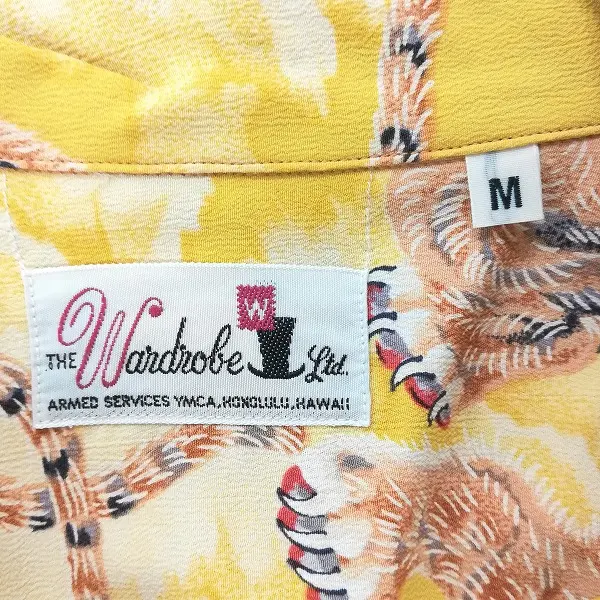 M
W
THE Wardrobe Ltd.
ARMED SERVICES YMCA, HONOLULU, HAWAII